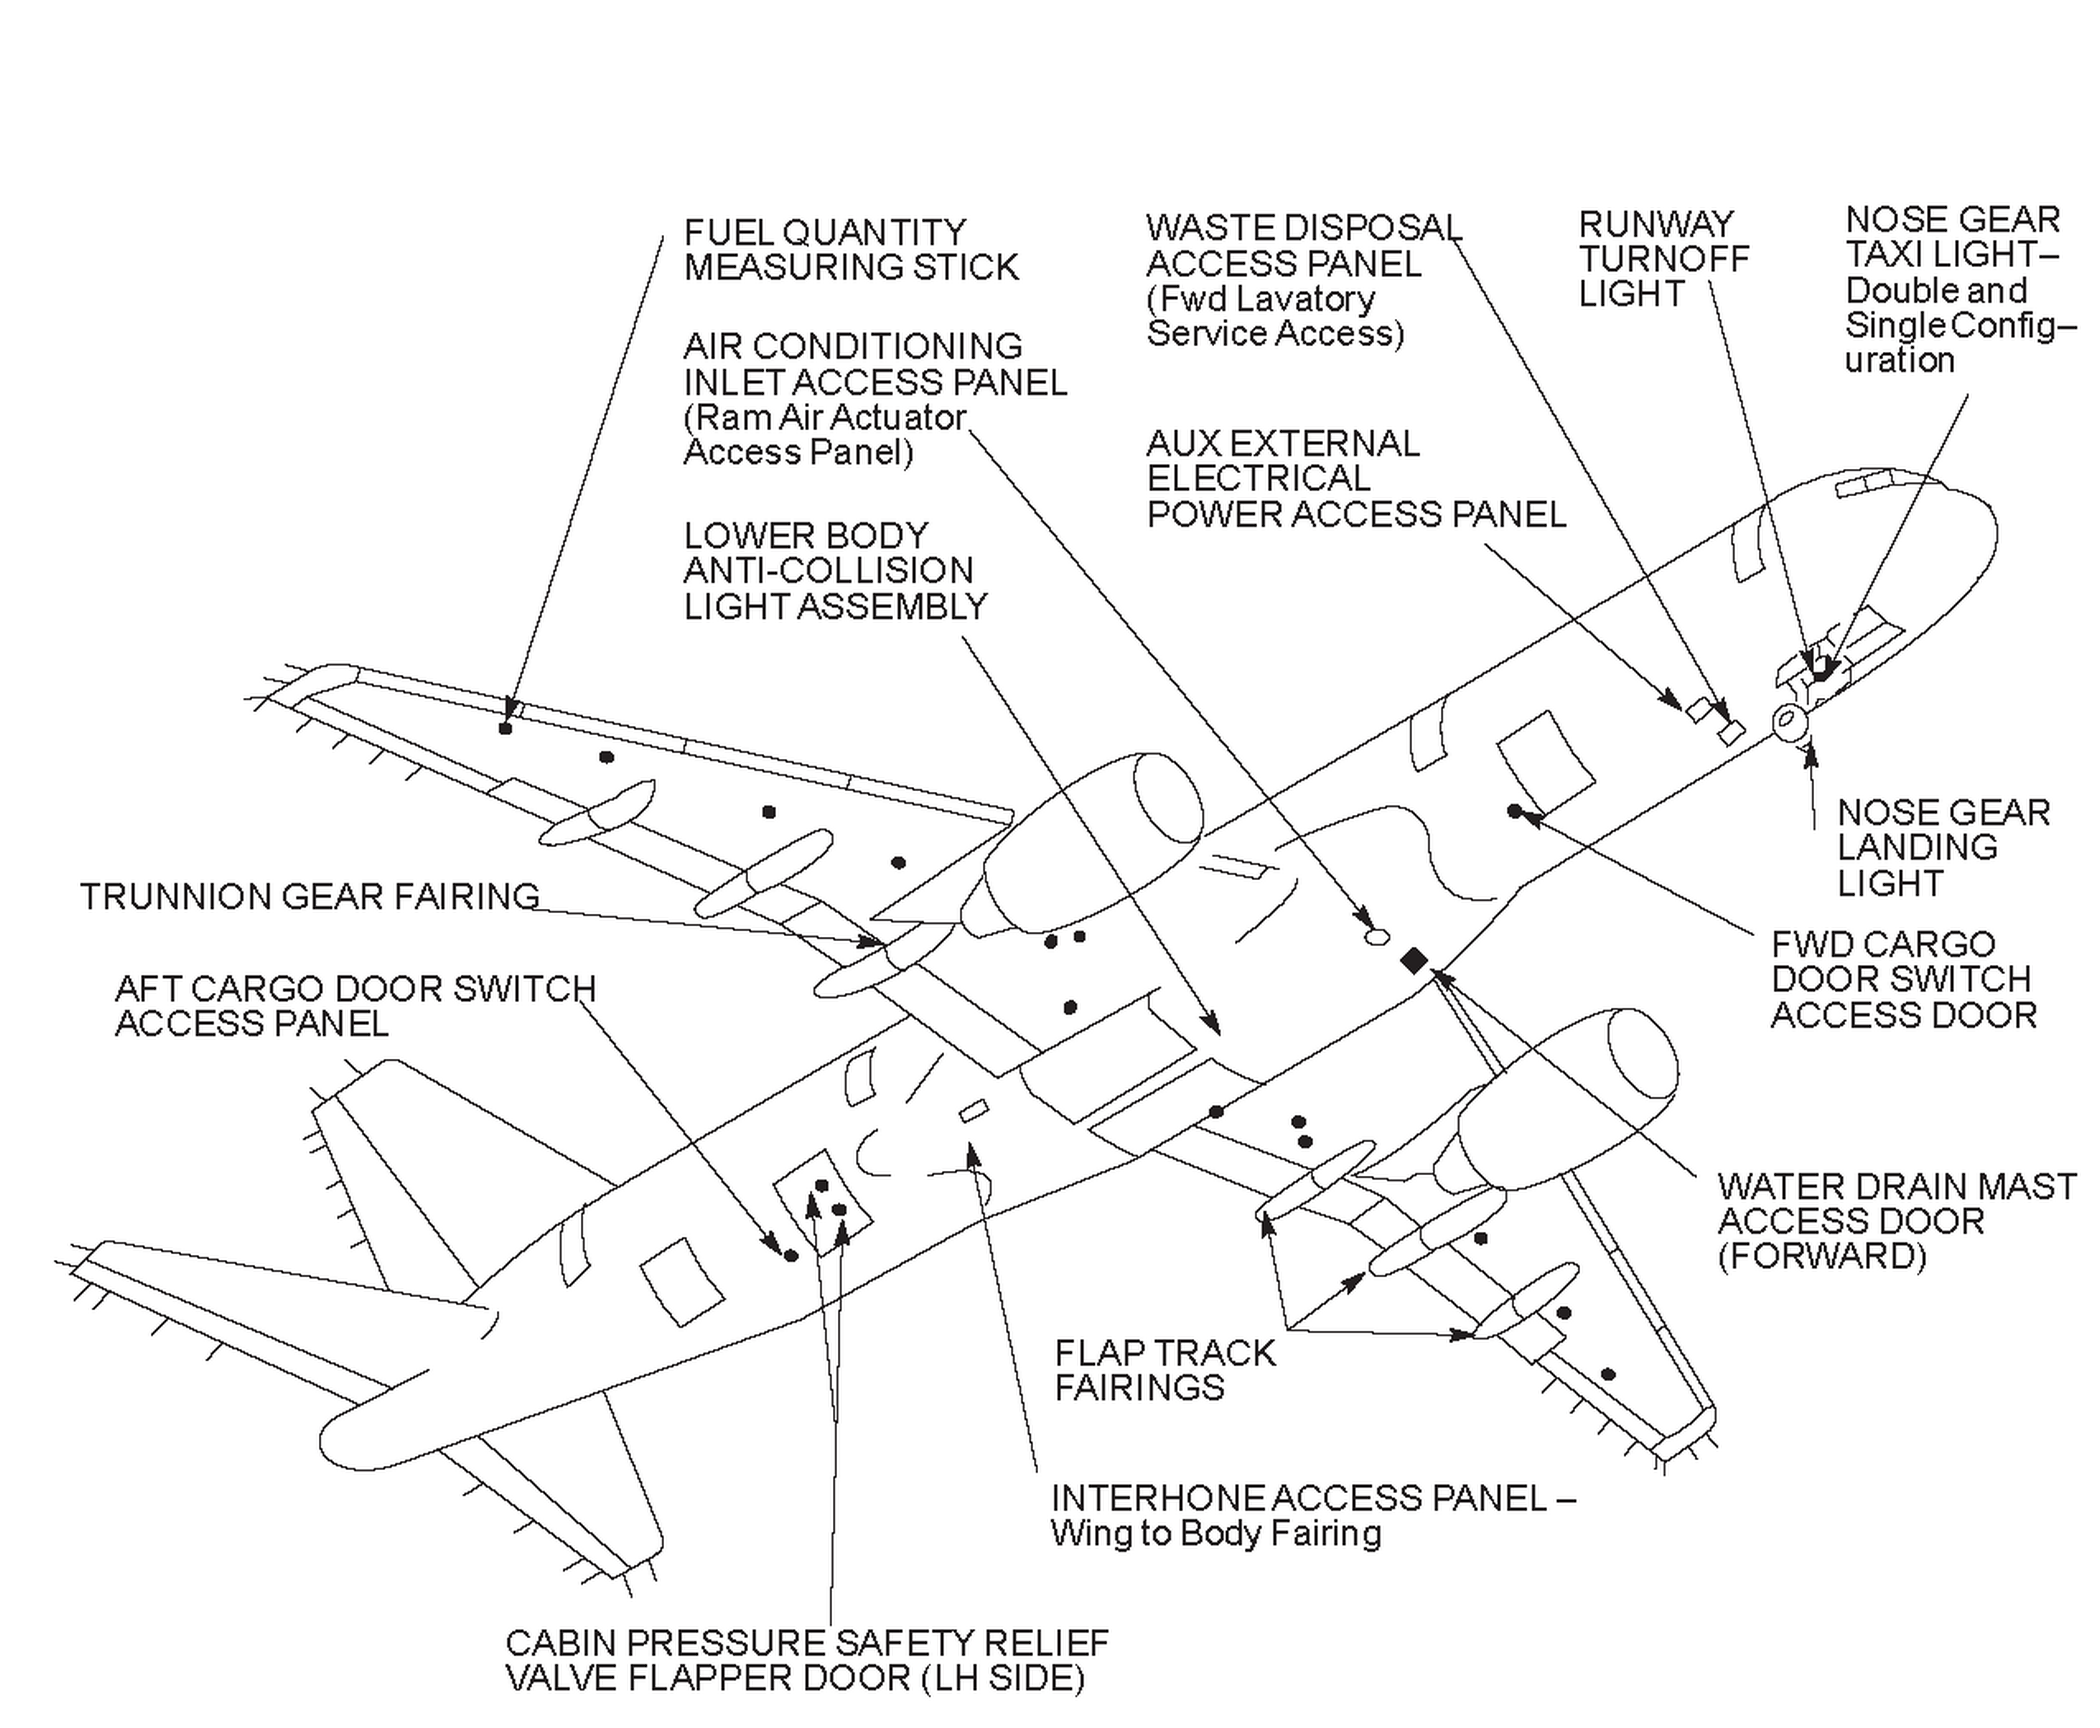 FUEL QUANTITY
MEASURING STICK
WASTE DISPOSAL
ACCESS PANEL
(Fwd Lavatory
Service Access)
RUNWAY
TURNOFF
LIGHT
NOSE GEAR
TAXI LIGHT–
Double and
Single Config–
uration
AIR CONDITIONING
INLET ACCESS PANEL
(Ram Air Actuator
Access Panel)
AUX EXTERNAL
ELECTRICAL
POWER ACCESS PANEL
LOWER BODY
ANTI-COLLISION
LIGHT ASSEMBLY
NOSE GEAR
LANDING
LIGHT
TRUNNION GEAR FAIRING
FWD CARGO
DOOR SWITCH
ACCESS DOOR
AFT CARGO DOOR SWITCH
ACCESS PANEL
WATER DRAIN MAST
ACCESS DOOR
(FORWARD)
FLAP TRACK
FAIRINGS
INTERHONE ACCESS PANEL –
Wing to Body Fairing
CABIN PRESSURE SAFETY RELIEF
VALVE FLAPPER DOOR (LH SIDE)